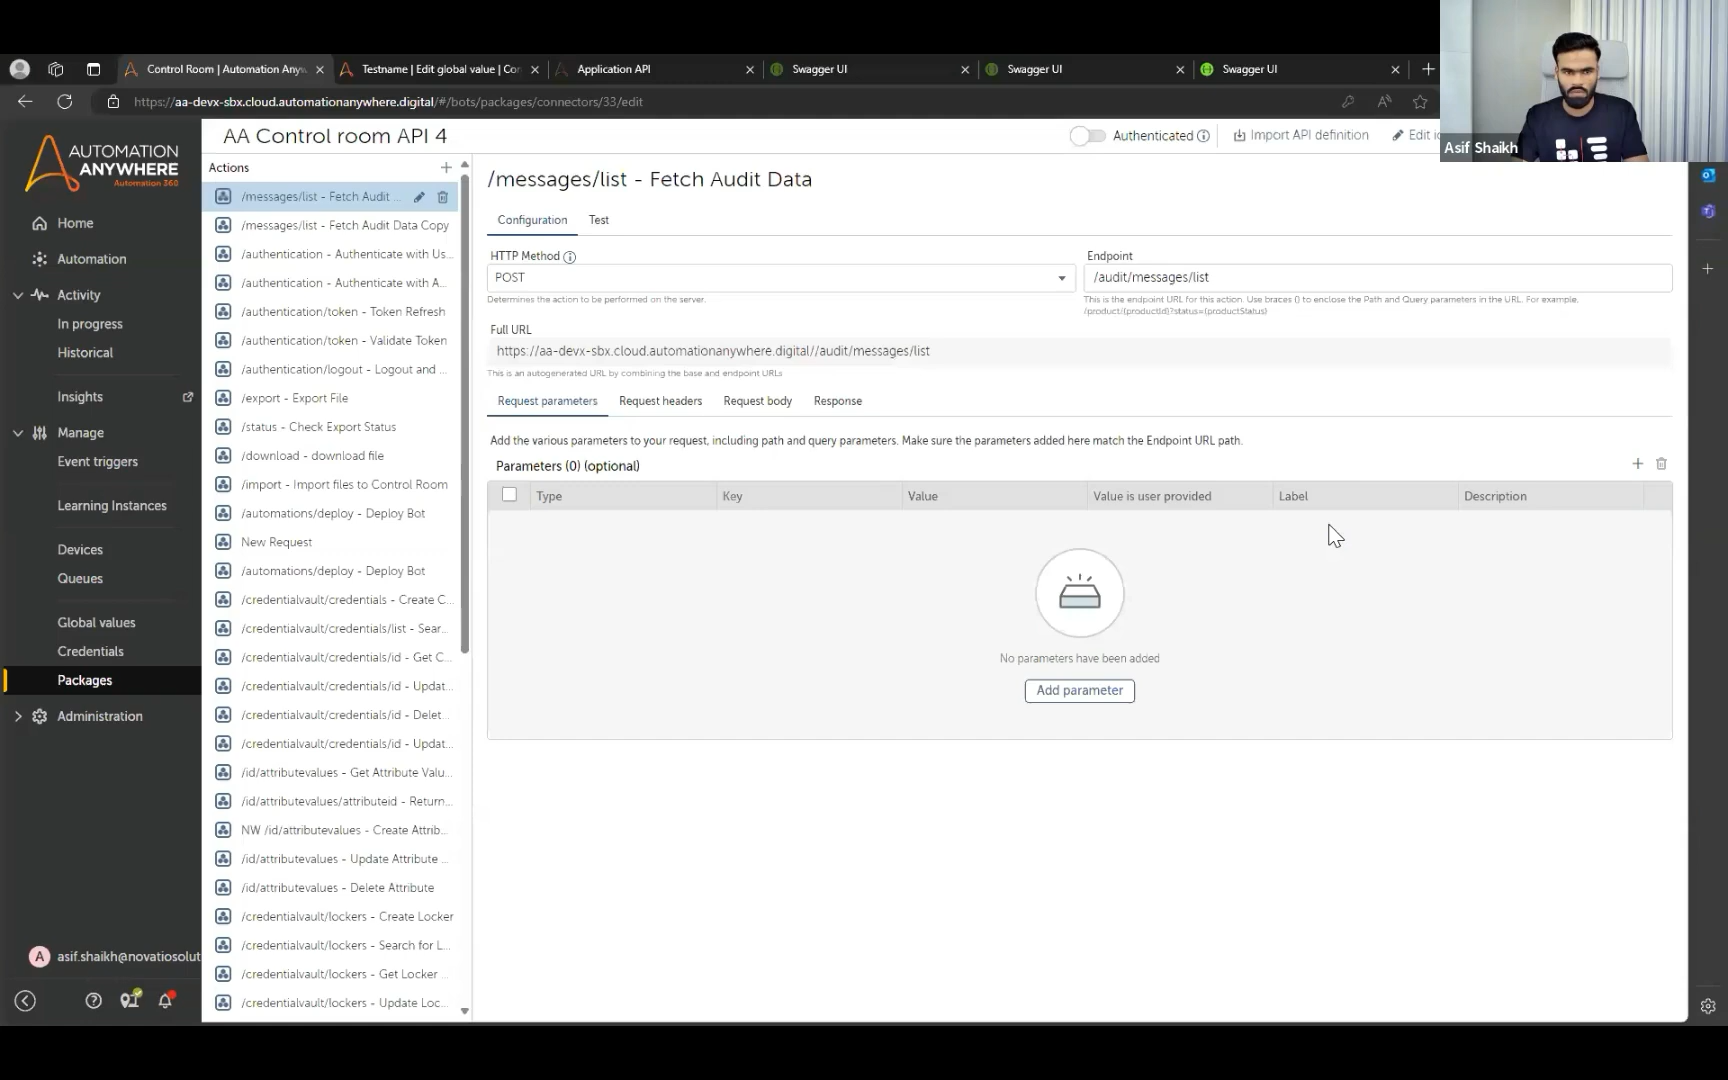 Control Room | Automation Anyw
Testname | Edit global value | Con
Application API
Swagger UI
Swagger UI
Swagger UI
https://aa-devx-sbx.cloud.automationanywhere.digital/#/bots/packages/connectors/33/edit
Asif Shaikh
AUTOMATION
ANYWHERE
Automation 360
Home
Automation
Activity
In progress
Historical
Insights
Manage
Event triggers
Learning Instances
Devices
Queues
Global values
Credentials
Packages
Administration
A
asif.shaikh@novatiosolut
AA Control room API 4
Authenticated
Import API definition
Edit ic
Actions
/messages/list - Fetch Audit ...
/messages/list - Fetch Audit Data Copy
/authentication - Authenticate with Us...
/authentication - Authenticate with A...
/authentication/token - Token Refresh
/authentication/token - Validate Token
/authentication/logout - Logout and ...
/export - Export File
/status - Check Export Status
/download - download file
/import - Import files to Control Room
/automations/deploy - Deploy Bot
New Request
/automations/deploy - Deploy Bot
/credentialvault/credentials - Create C...
/credentialvault/credentials/list - Sear...
/credentialvault/credentials/id - Get C...
/credentialvault/credentials/id - Updat...
/credentialvault/credentials/id - Delet...
/credentialvault/credentials/id - Updat...
/id/attributevalues - Get Attribute Valu...
/id/attributevalues/attributeid - Return...
NW /id/attributevalues - Create Attrib...
/id/attributevalues - Update Attribute ...
/id/attributevalues - Delete Attribute
/credentialvault/lockers - Create Locker
/credentialvault/lockers - Search for L...
/credentialvault/lockers - Get Locker ...
/credentialvault/lockers - Update Loc...
/messages/list - Fetch Audit Data
Configuration
Test
HTTP Method
POST
Determines the action to be performed on the server.
Endpoint
/audit/messages/list
This is the endpoint URL for this action. Use braces {} to enclose the Path and Query parameters in the URL. For example,
/product/{productId}?status={productStatus}
Full URL
https://aa-devx-sbx.cloud.automationanywhere.digital//audit/messages/list
This is an autogenerated URL by combining the base and endpoint URLs
Request parameters
Request headers
Request body
Response
Add the various parameters to your request, including path and query parameters. Make sure the parameters added here match the Endpoint URL path.
Parameters (0) (optional)
Type
Key
Value
Value is user provided
Label
Description
No parameters have been added
Add parameter